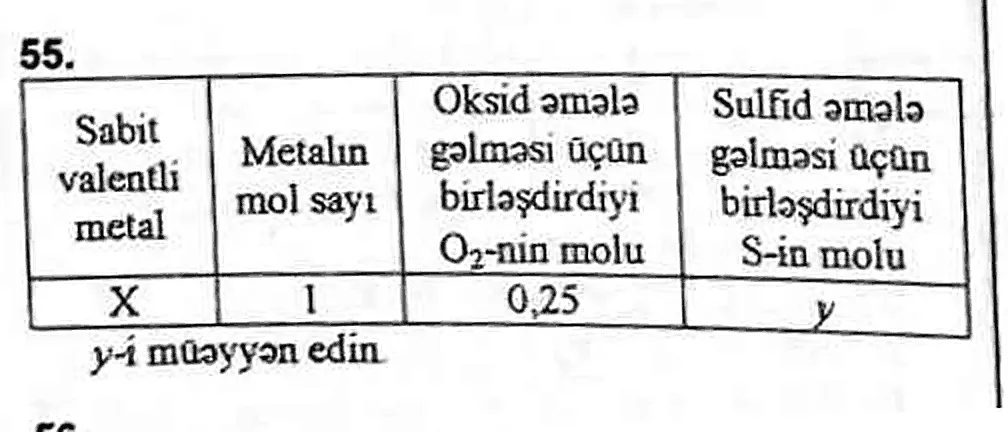 55.
Sabit
valentli
metal
Metalın
mol sayı
Oksid əmələ
gəlməsi üçün
birləşdirdiyi
O₂-nin molu
Sulfid əmələ
gəlməsi üçün
birləşdirdiyi
S-in molu
X
1
0,25
y
y-i müəyyən edin